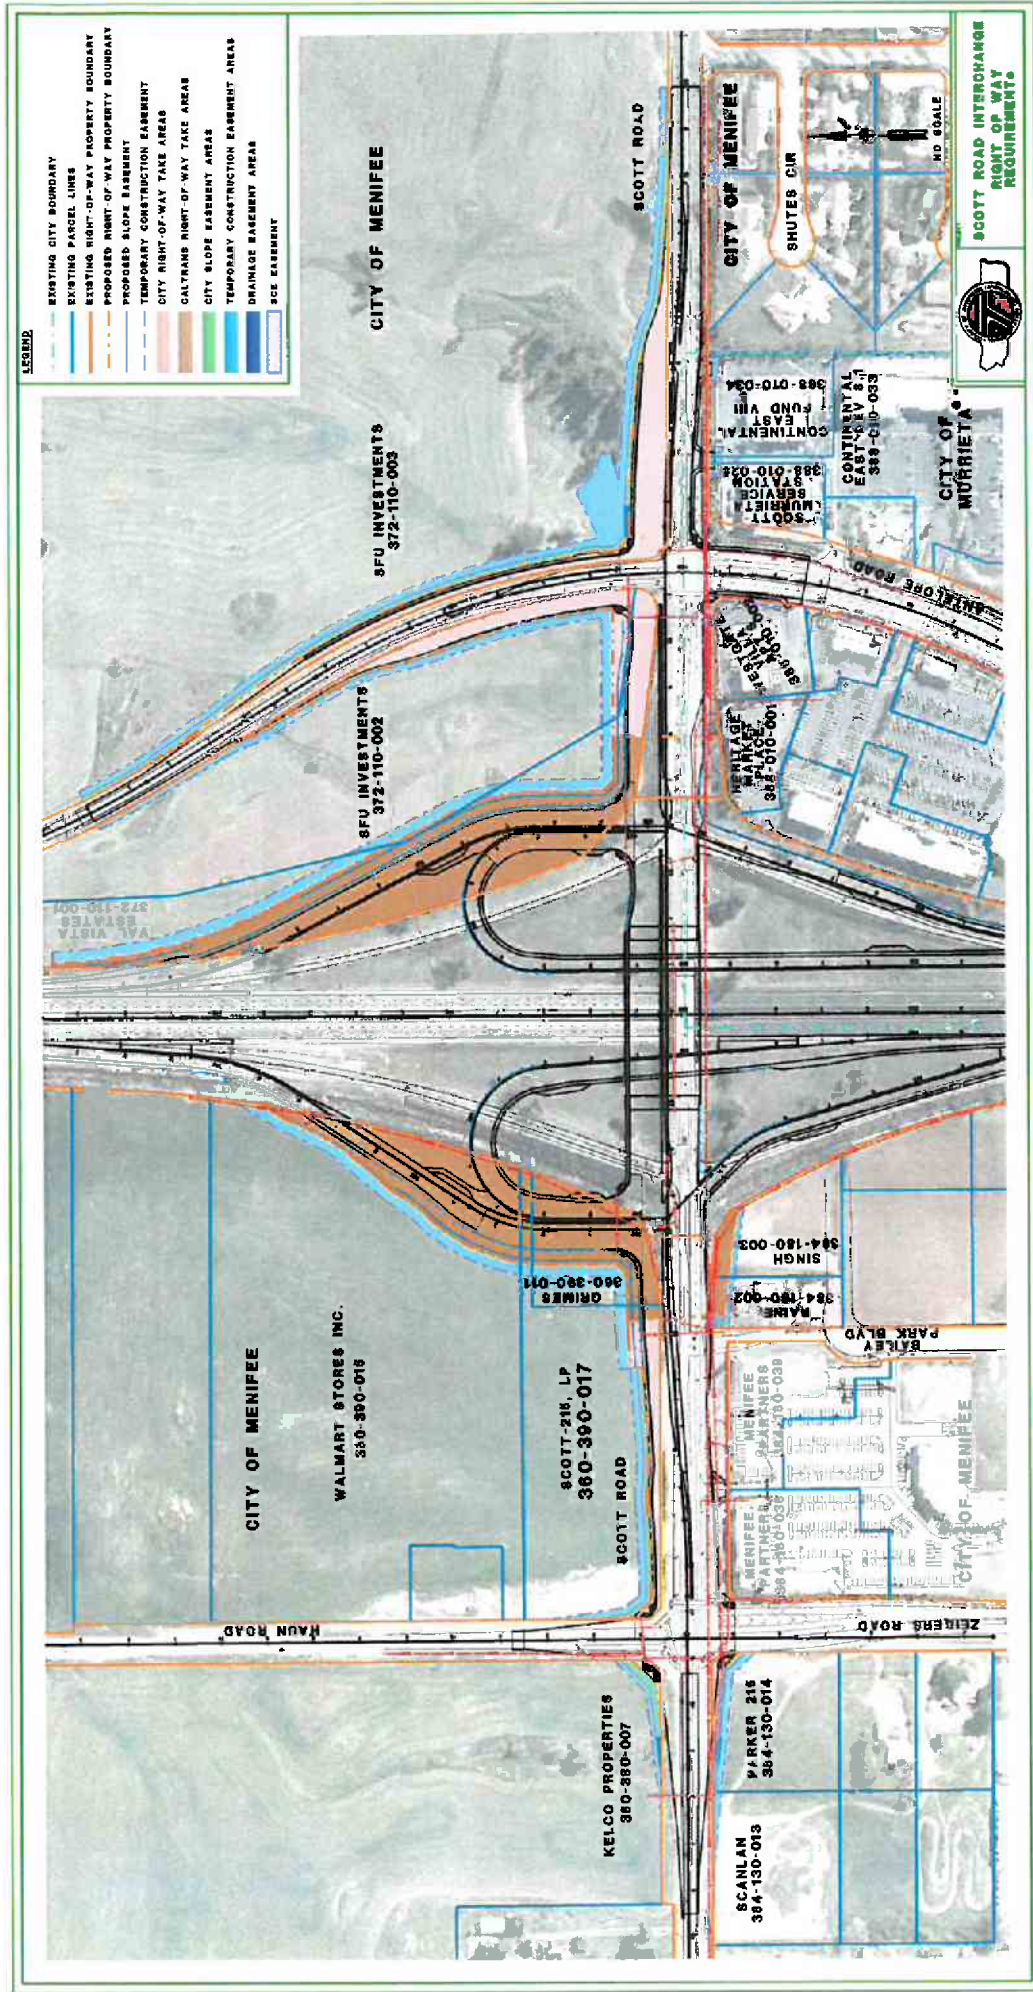 LEGEND
EXISTING CITY BOUNDARY
EXISTING PARCEL LINES
EXISTING RIGHT-OF-WAY PROPERTY BOUNDARY
PROPOSED RIGHT-OF-WAY PROPERTY BOUNDARY
PROPOSED SLOPE EASEMENT
TEMPORARY CONSTRUCTION EASEMENT
CITY RIGHT-OF-WAY TAKE AREAS
CALTRANS RIGHT-OF-WAY TAKE AREAS
CITY SLOPE EASEMENT AREAS
TEMPORARY CONSTRUCTION EASEMENT AREAS
DRAINAGE EASEMENT AREAS
SCE EASEMENT
CITY OF MENIFEE
SCOTT ROAD
CITY OF MENIFEE
SHUTES CIR
NO SCALE
SCOTT ROAD INTERCHANGE
RIGHT OF WAY
REQUIREMENTS
SFU INVESTMENTS
372-110-003
CONTINENTAL
EAST
FUND VIII
388-010-034
CONTINENTAL
EAST DEV 8.1
388-010-033
SCOTT
MURRIETA
SERVICE
STATION
CITY OF
MURRIETA
ANTELOPE ROAD
SFU INVESTMENTS
372-110-002
HERITAGE
MARKET
PLACE
388-010-001
VAL VISTA
ESTATES
372-110-001
CITY OF MENIFEE
WALMART STORES INC.
360-390-016
GRIMES
360-390-011
SCOTT-215, LP
360-390-017
SCOTT ROAD
SINGH
384-180-003
384-180-002
BAILEY
PARK BLVD
MENIFEE
PARTNERS
MENIFEE
PARTNERS
CITY OF MENIFEE
HAUN ROAD
ZEIDERS ROAD
KELCO PROPERTIES
360-380-007
PARKER 215
384-130-014
SCANLAN
384-130-013